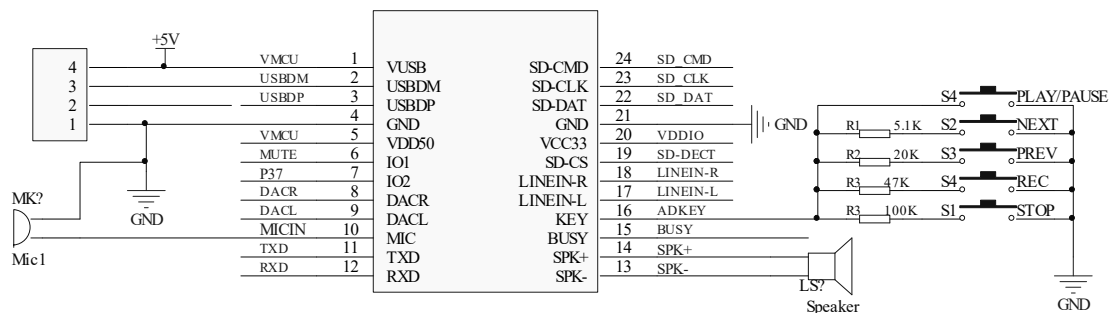 +5V
4 VMCU 1 VUSB SD-CMD 24 SD_CMD
3 USBDM 2 USBDM SD-CLK 23 SD_CLK
2 USBDP 3 USBDP SD-DAT 22 SD_DAT S4 PLAY/PAUSE
1 4 GND GND 21 GND
R1 5.1K S2 NEXT
VMCU 5 VDD50 VCC33 20 VDDIO
MUTE 6 IO1 SD-CS 19 SD-DECT R2 20K S3 PREV
P37 7 IO2 LINEIN-R 18 LINEIN-R
MK? GND DACR 8 DACR LINEIN-L 17 LINEIN-L R3 47K S4 REC
DACL 9 DACL KEY 16 ADKEY R3 100K S1 STOP
MICIN 10 MIC BUSY 15 BUSY
Mic1 TXD 11 TXD SPK+ 14 SPK+
RXD 12 RXD SPK- 13 SPK-
LS?
Speaker GND